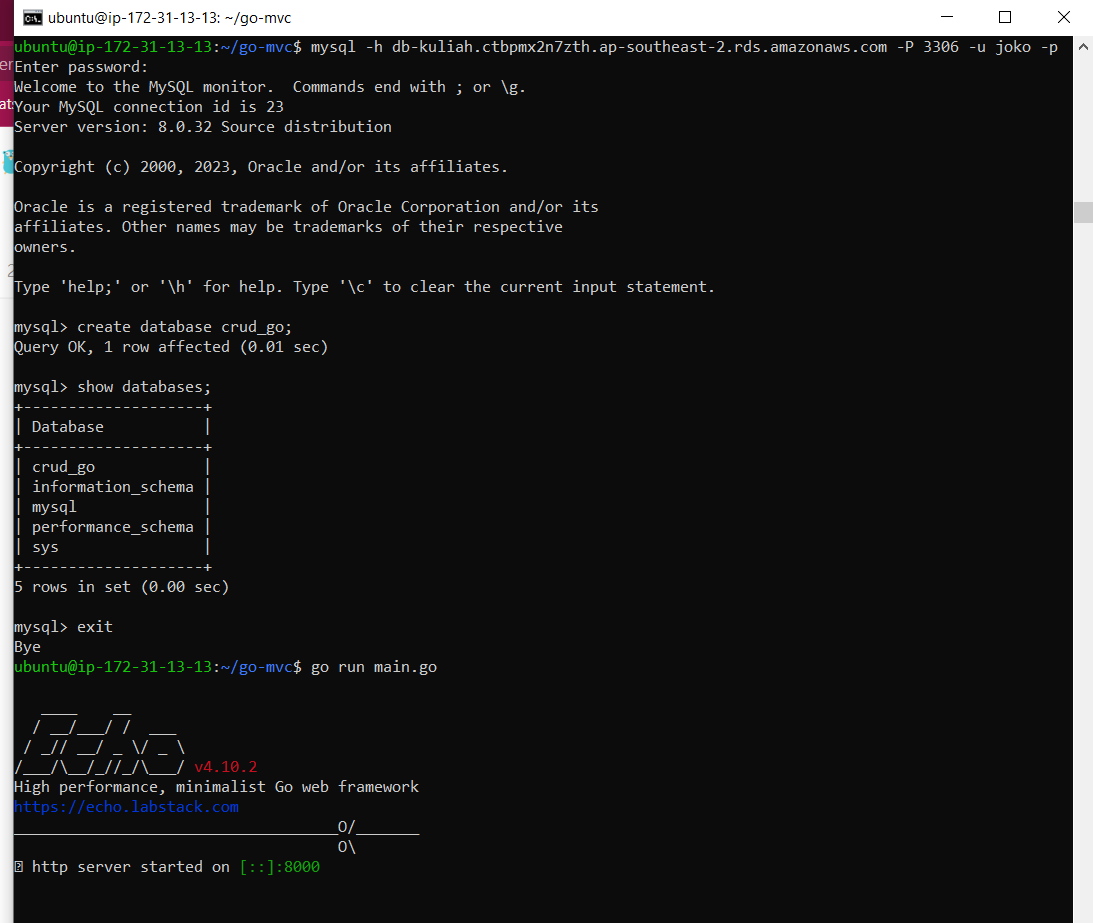 ubuntu@ip-172-31-13-13: ~/go-mvc
ubuntu@ip-172-31-13-13:~/go-mvc$ mysql -h db-kuliah.ctbpmx2n7zth.ap-southeast-2.rds.amazonaws.com -P 3306 -u joko -p
Enter password:
Welcome to the MySQL monitor.  Commands end with ; or \g.
Your MySQL connection id is 23
Server version: 8.0.32 Source distribution

Copyright (c) 2000, 2023, Oracle and/or its affiliates.

Oracle is a registered trademark of Oracle Corporation and/or its
affiliates. Other names may be trademarks of their respective
owners.

Type 'help;' or '\h' for help. Type '\c' to clear the current input statement.

mysql> create database crud_go;
Query OK, 1 row affected (0.01 sec)

mysql> show databases;
+--------------------+
| Database           |
+--------------------+
| crud_go            |
| information_schema |
| mysql              |
| performance_schema |
| sys                |
+--------------------+
5 rows in set (0.00 sec)

mysql> exit
Bye
ubuntu@ip-172-31-13-13:~/go-mvc$ go run main.go

   ____    __
  / __/___/ /  ___
 / _// __/ _ \/ _ \
/___/\__/_//_/\___/ v4.10.2
High performance, minimalist Go web framework
https://echo.labstack.com
____________________________________O/_______
                                    O\
http server started on [::]:8000